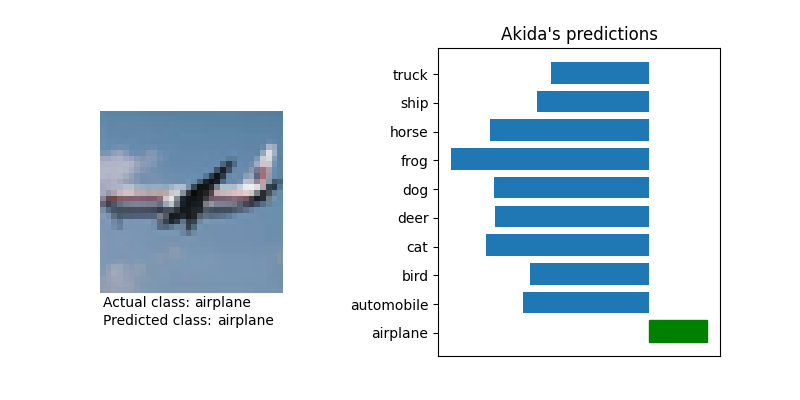 Akida's predictions
truck
ship
horse
frog
dog
deer
cat
bird
automobile
airplane
Actual class: airplane
Predicted class: airplane